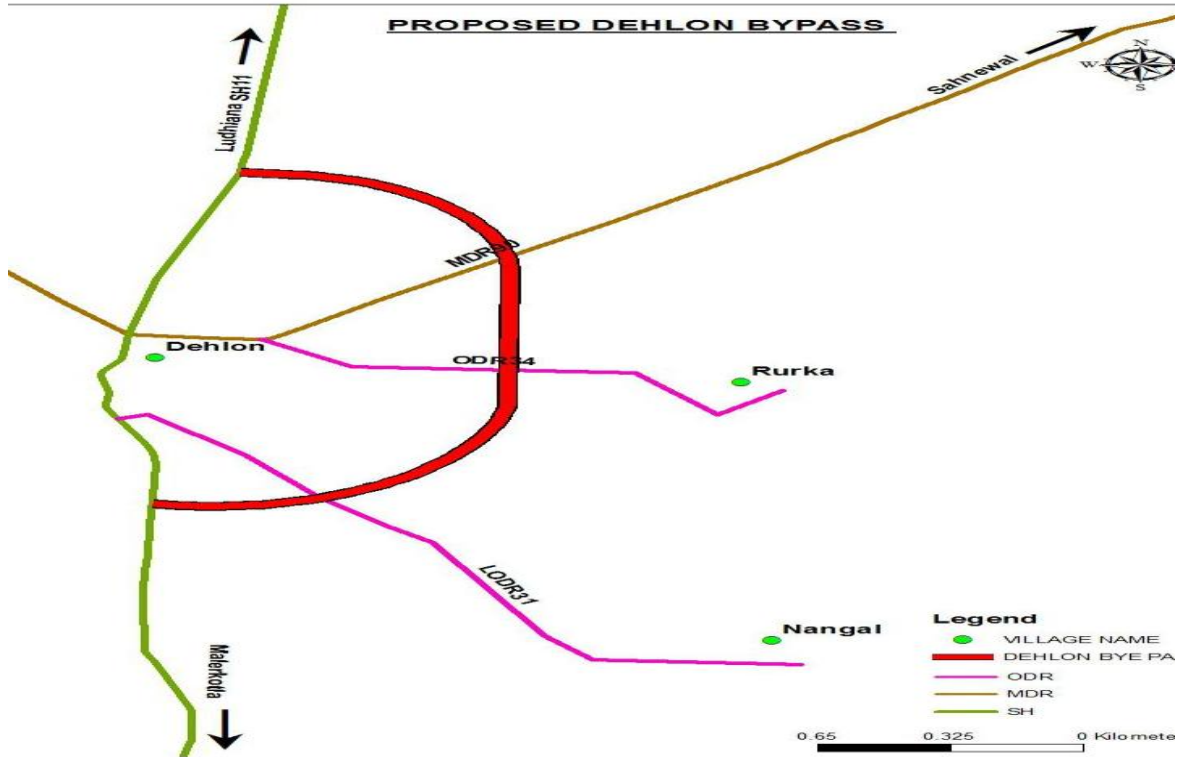 PROPOSED DEHLON BYPASS
Ludhiana SH11
Sahnewal
N
W
S
MDR90
Dehlon
ODR34
Rurka
LODR31
Nangal
Malerkotla
Legend
VILLAGE NAME
DEHLON BYE PA
ODR
MDR
SH
0.65 0.325 0 Kilomete